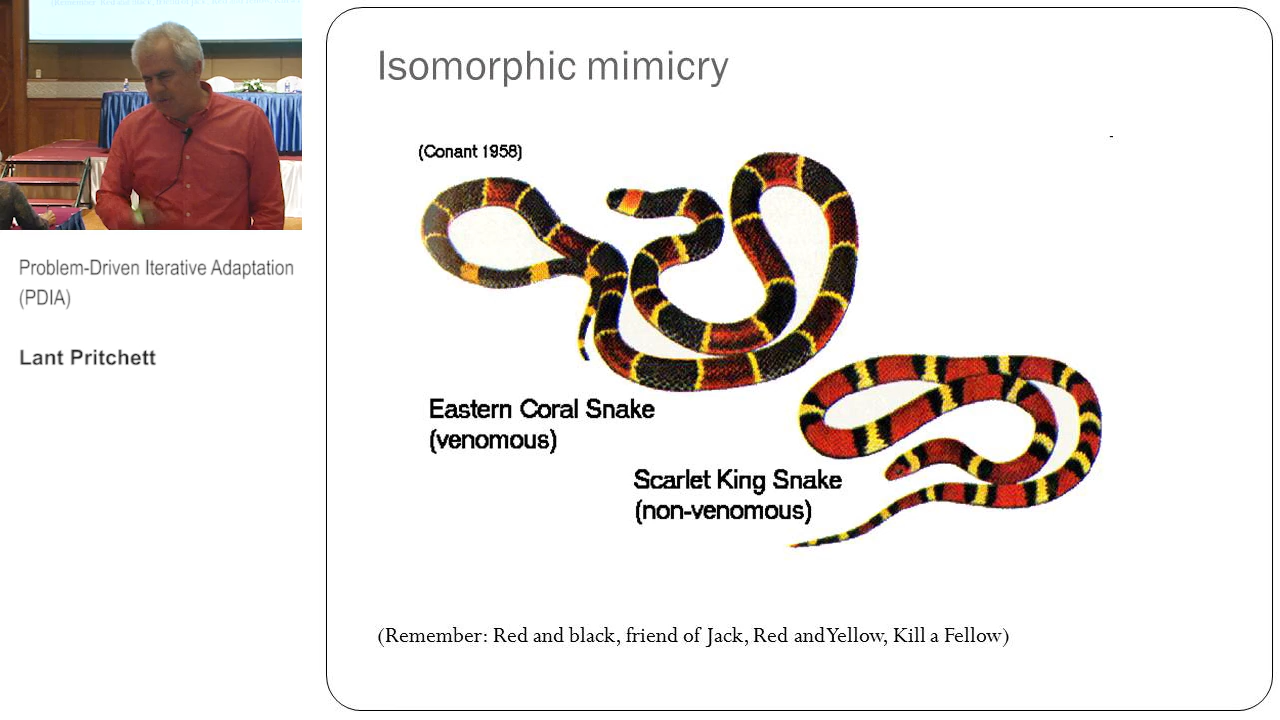 Isomorphic mimicry
(Conant 1958)
Eastern Coral Snake
(venomous)
Scarlet King Snake
(non-venomous)
(Remember: Red and black, friend of Jack, Red and Yellow, Kill a Fellow)
Problem-Driven Iterative Adaptation
(PDIA)
Lant Pritchett